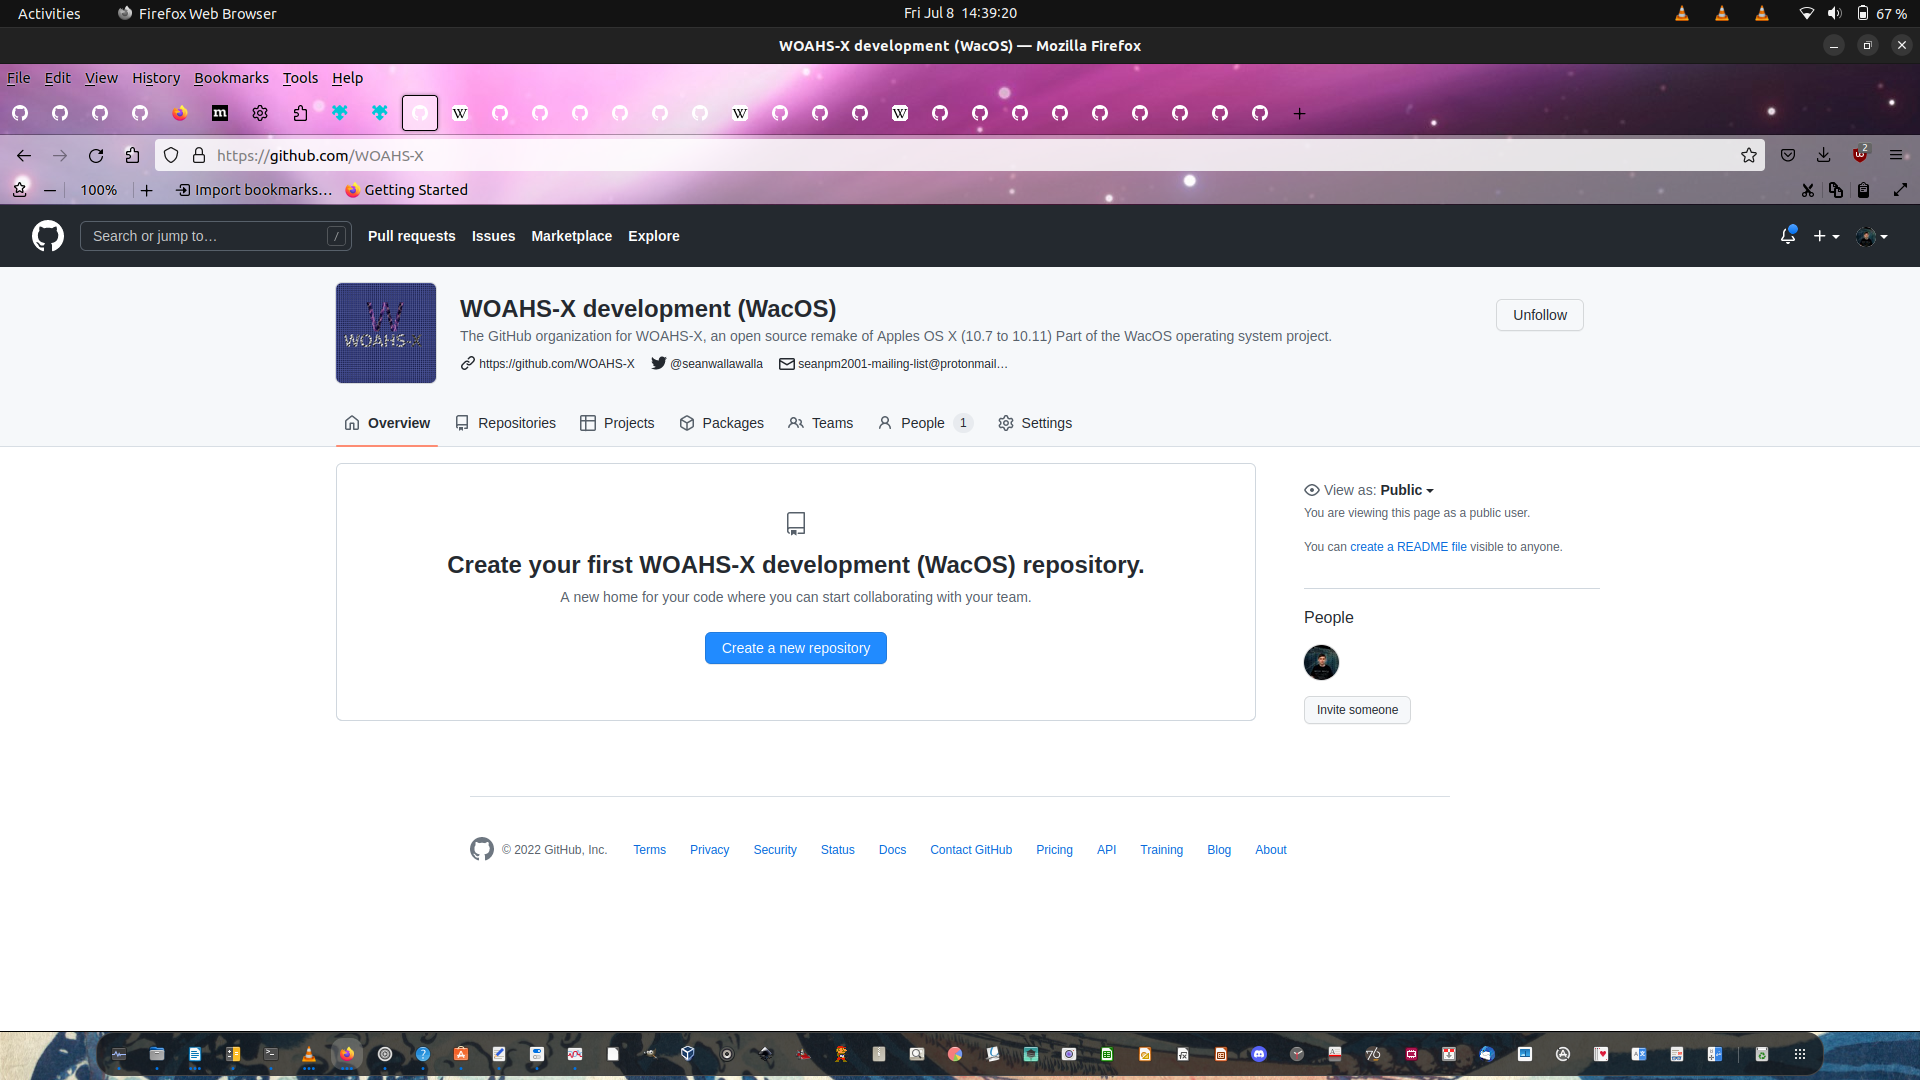 Activities Firefox Web Browser Fri Jul 8 14:39:20 67 %
WOAHS-X development (WacOS) — Mozilla Firefox
File Edit View History Bookmarks Tools Help
https://github.com/WOAHS-X 2
100% Import bookmarks… Getting Started
Search or jump to… / Pull requests Issues Marketplace Explore
W
WOAHS-X
WOAHS-X development (WacOS)
Unfollow
The GitHub organization for WOAHS-X, an open source remake of Apples OS X (10.7 to 10.11) Part of the WacOS operating system project.
https://github.com/WOAHS-X @seanwallawalla seanpm2001-mailing-list@protonmail…
Overview Repositories Projects Packages Teams People 1 Settings
Create your first WOAHS-X development (WacOS) repository.
A new home for your code where you can start collaborating with your team.
Create a new repository
View as: Public
You are viewing this page as a public user.
You can create a README file visible to anyone.
People
Invite someone
© 2022 GitHub, Inc. Terms Privacy Security Status Docs Contact GitHub Pricing API Training Blog About